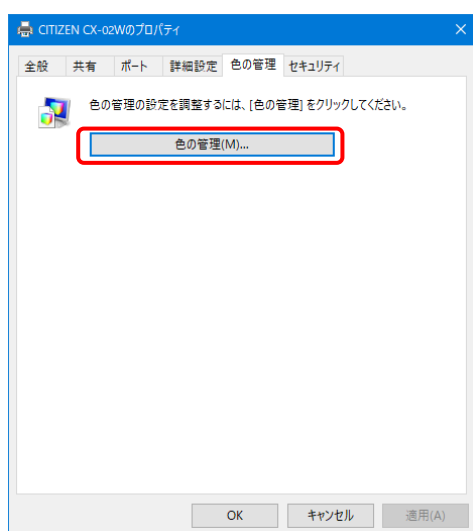 CITIZEN CX-02Wのプロパティ
全般 共有 ポート 詳細設定 色の管理 セキュリティ
色の管理の設定を調整するには、[色の管理] をクリックしてください。
色の管理(M)...
OK キャンセル 適用(A)